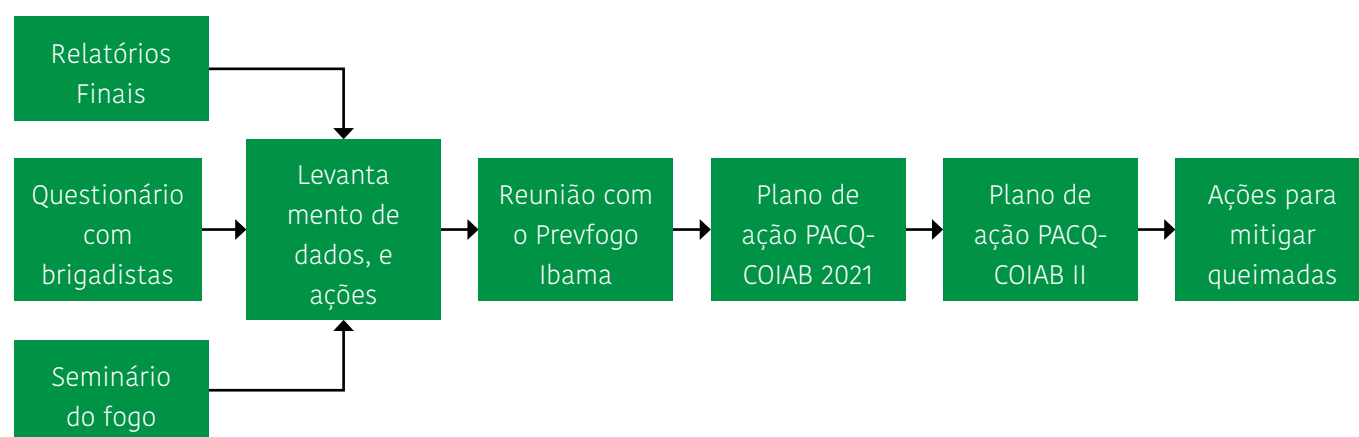 Relatórios
Finais
Questionário
com
brigadistas
Seminário
do fogo
Levanta
mento de
dados, e
ações
Reunião com
o Prevfogo
Ibama
Plano de
ação PACQ-
COIAB 2021
Plano de
ação PACQ-
COIAB II
Ações para
mitigar
queimadas